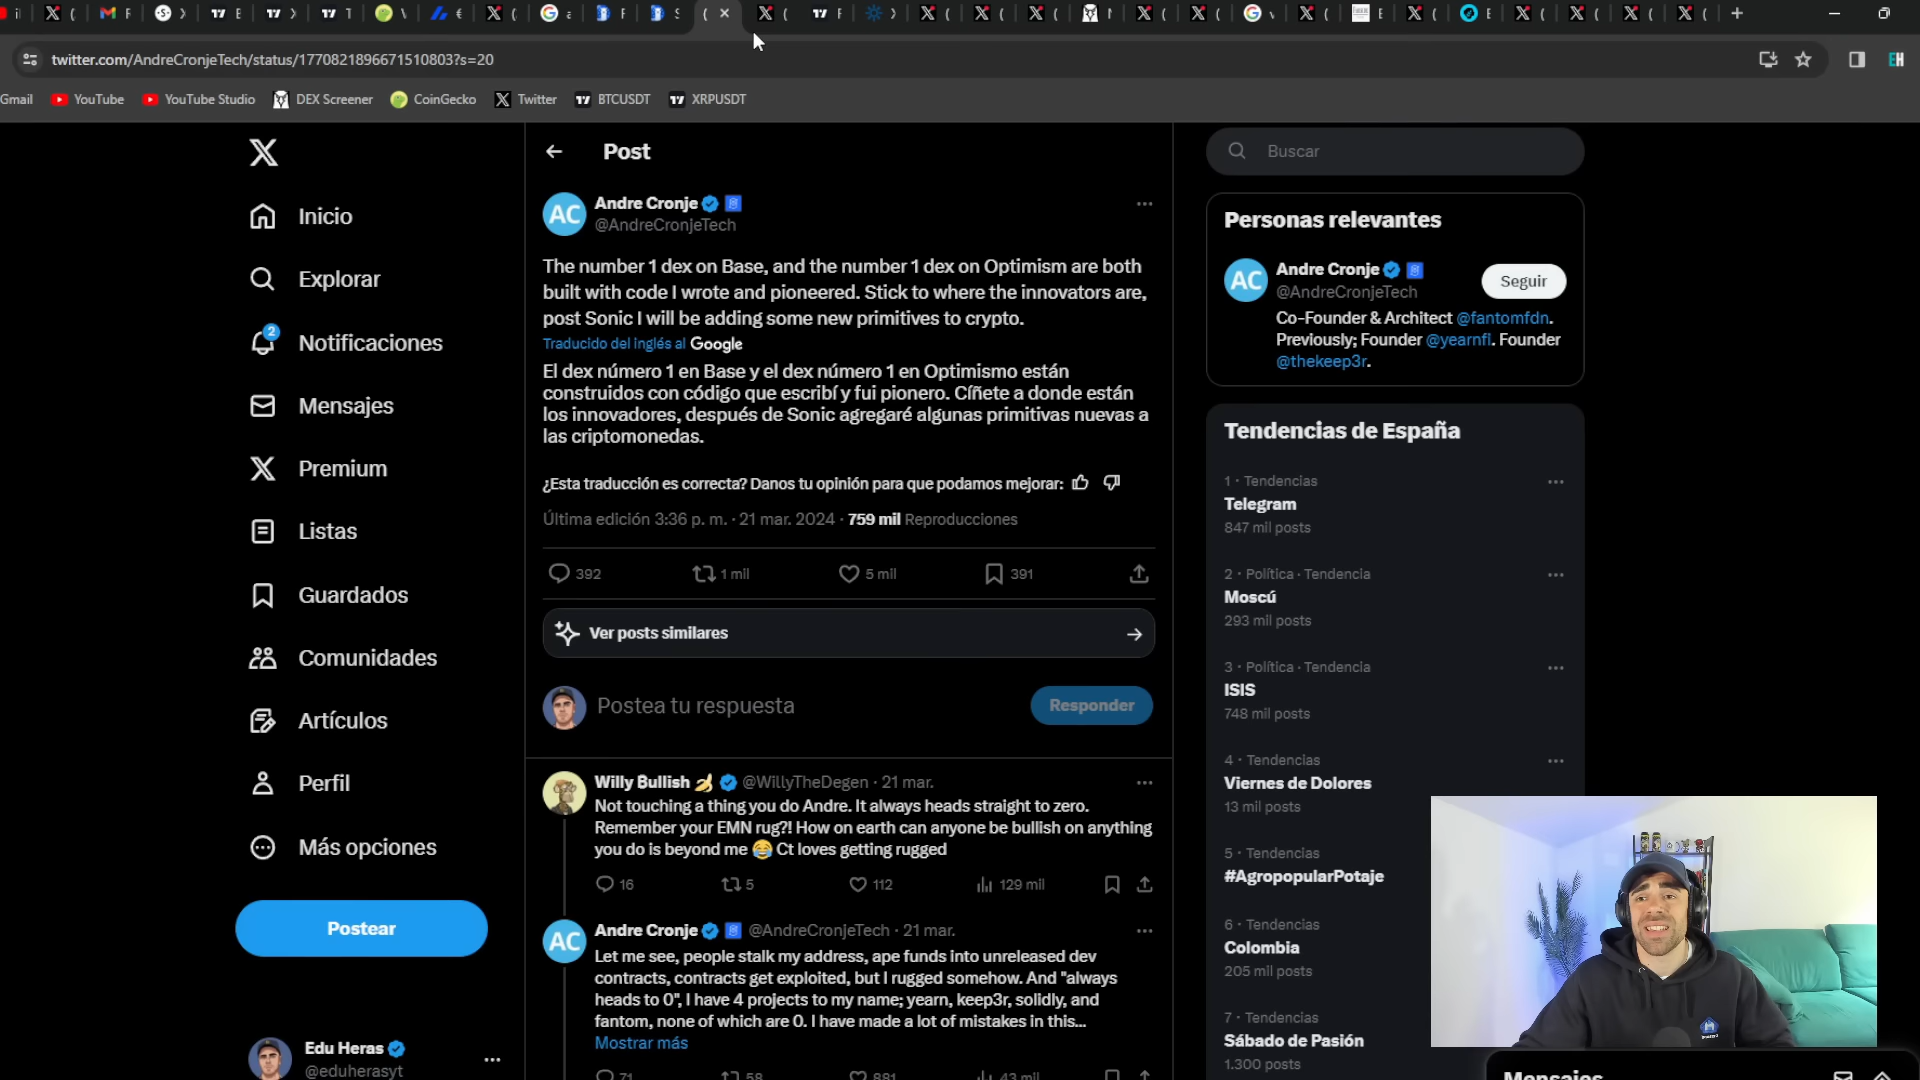 twitter.com/AndreCronjeTech/status/1770821896671510803?s=20
Gmail
YouTube
YouTube Studio
DEX Screener
CoinGecko
Twitter
BTCUSDT
XRPUSDT
Inicio
Explorar
2
Notificaciones
Mensajes
Premium
Listas
Guardados
Comunidades
Artículos
Perfil
Más opciones
Postear
Edu Heras
@eduherasyt
Post
AC
Andre Cronje
@AndreCronjeTech
The number 1 dex on Base, and the number 1 dex on Optimism are both
built with code I wrote and pioneered. Stick to where the innovators are,
post Sonic I will be adding some new primitives to crypto.
Traducido del inglés al Google
El dex número 1 en Base y el dex número 1 en Optimismo están
construidos con código que escribí y fui pionero. Cíñete a donde están
los innovadores, después de Sonic agregaré algunas primitivas nuevas a
las criptomonedas.
¿Esta traducción es correcta? Danos tu opinión para que podamos mejorar:
Última edición 3:36 p. m. · 21 mar. 2024 · 759 mil Reproducciones
392
1 mil
5 mil
391
Ver posts similares
Postea tu respuesta
Responder
Willy Bullish @WillyTheDegen · 21 mar.
Not touching a thing you do Andre. It always heads straight to zero.
Remember your EMN rug?! How on earth can anyone be bullish on anything
you do is beyond me Ct loves getting rugged
16
5
112
129 mil
AC
Andre Cronje @AndreCronjeTech · 21 mar.
Let me see, people stalk my address, ape funds into unreleased dev
contracts, contracts get exploited, but I rugged somehow. And "always
heads to 0", I have 4 projects to my name; yearn, keep3r, solidly, and
fantom, none of which are 0. I have made a lot of mistakes in this...
Mostrar más
71
58
881
43 mil
Buscar
Personas relevantes
AC
Andre Cronje
@AndreCronjeTech
Seguir
Co-Founder & Architect @fantomfdn.
Previously; Founder @yearnfi. Founder
@thekeep3r.
Tendencias de España
1 · Tendencias
Telegram
847 mil posts
2 · Política · Tendencia
Moscú
293 mil posts
3 · Política · Tendencia
ISIS
748 mil posts
4 · Tendencias
Viernes de Dolores
13 mil posts
5 · Tendencias
#AgropopularPotaje
6 · Tendencias
Colombia
205 mil posts
7 · Tendencias
Sábado de Pasión
1.300 posts
Mensajes